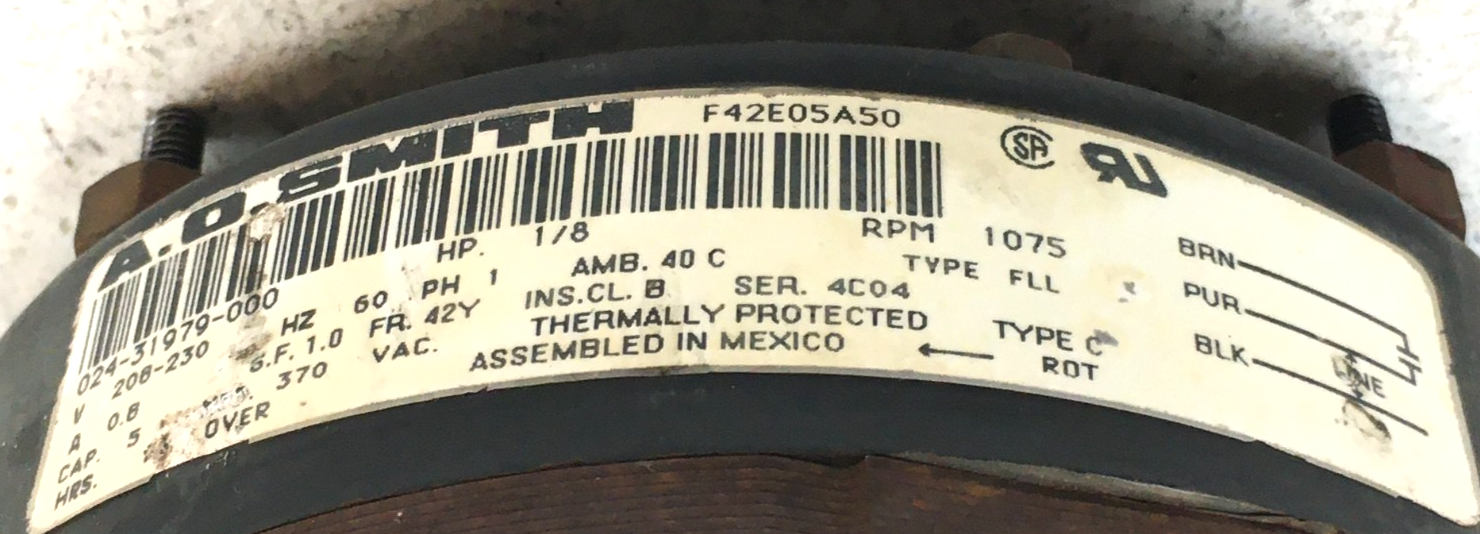 A.O.SMITH F42E05A50
SA
024-31979-000 HP. 1/8 RPM 1075
V 208-230 HZ 60 PH 1 AMB. 40 C TYPE FLL
A 0.8 S.F. 1.0 FR. 42Y INS.CL. B SER. 4C04
CAP. 5 MFD. 370 VAC. THERMALLY PROTECTED TYPE C
HRS. OVER ASSEMBLED IN MEXICO ROT
BRN
PUR
BLK
LINE